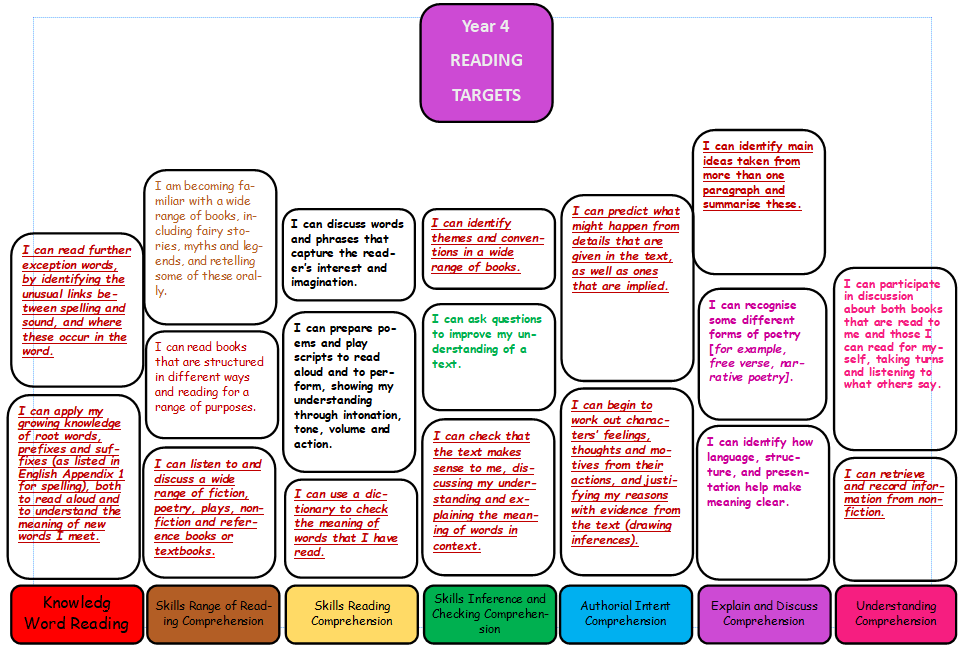 Year 4
READING
TARGETS
I can read further
exception words,
by identifying the
unusual links be-
tween spelling and
sound, and where
these occur in the
word.
I can apply my
growing knowledge
of root words,
prefixes and suf-
fixes (as listed in
English Appendix 1
for spelling), both
to read aloud and to
understand the
meaning of new
words I meet.
Knowledg
Word Reading
I am becoming fa-
miliar with a wide
range of books, in-
cluding fairy sto-
ries, myths and leg-
ends, and retelling
some of these oral-
ly.
I can read books
that are structured
in different ways
and reading for a
range of purposes.
I can listen to and
discuss a wide
range of fiction,
poetry, plays, non-
fiction and refer-
ence books or
textbooks.
Skills Range of Read-
ing Comprehension
I can discuss words
and phrases that
capture the read-
er's interest and
imagination.
I can prepare po-
ems and play
scripts to read
aloud and to per-
form, showing my
understanding
through intonation,
tone, volume and
action.
I can use a dic-
tionary to check
the meaning of
words that I have
read.
Skills Reading
Comprehension
I can identify
themes and conven-
tions in a wide
range of books.
I can ask questions
to improve my un-
derstanding of a
text.
I can check that
the text makes
sense to me, dis-
cussing my under-
standing and ex-
plaining the mean-
ing of words in
context.
Skills Inference and
Checking Comprehen-
sion
I can predict what
might happen from
details that are
given in the text,
as well as ones
that are implied.
I can begin to
work out charac-
ters' feelings,
thoughts and mo-
tives from their
actions, and justi-
fying my reasons
with evidence from
the text (drawing
inferences).
Authorial Intent
Comprehension
I can identify main
ideas taken from
more than one
paragraph and
summarise these.
I can recognise
some different
forms of poetry
[for example,
free verse, nar-
rative poetry].
I can identify how
language, struc-
ture, and presen-
tation help make
meaning clear.
Explain and Discuss
Comprehension
I can participate
in discussion
about both books
that are read to
me and those I
can read for my-
self, taking turns
and listening to
what others say.
I can retrieve
and record infor-
mation from non-
fiction.
Understanding
Comprehension